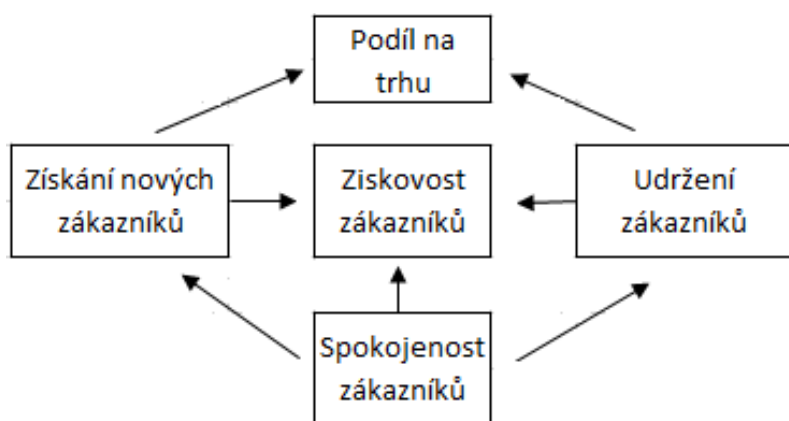 Podíl na
trhu
Získání nových
zákazníků
Ziskovost
zákazníků
Udržení
zákazníků
Spokojenost
zákazníků